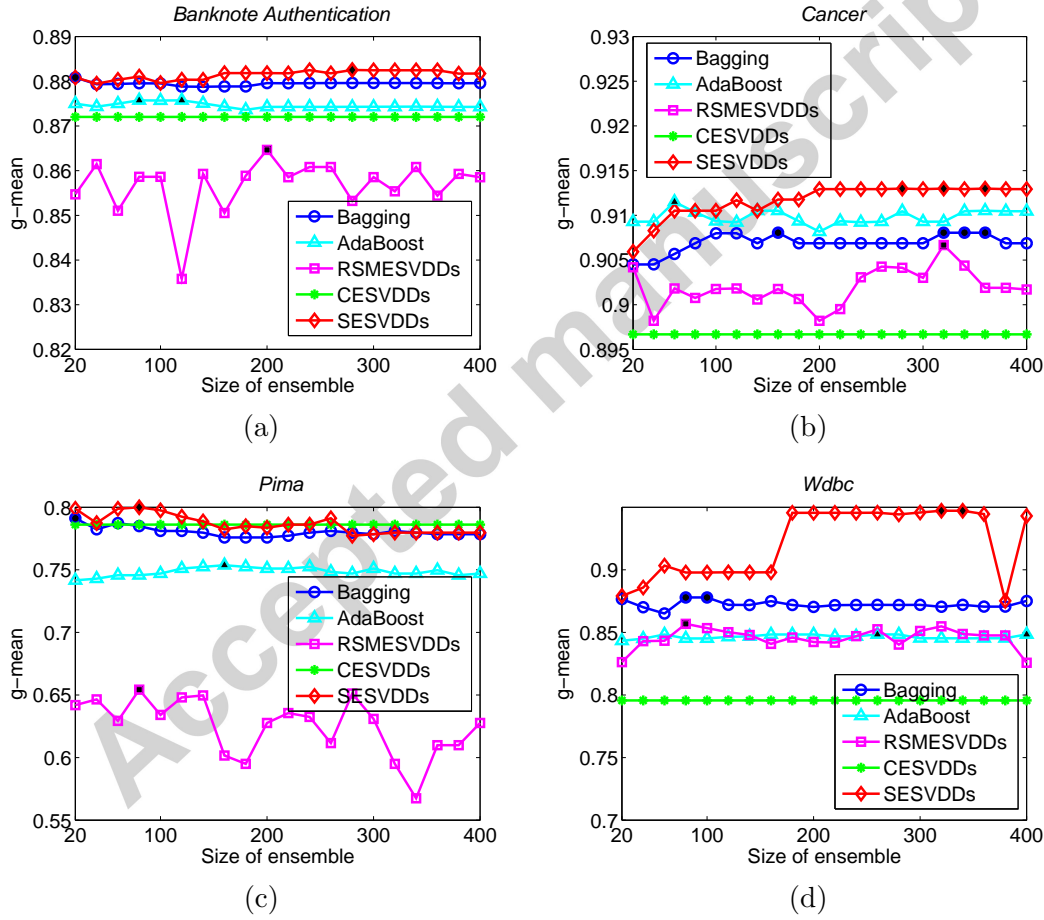 Banknote Authentication
0.89
0.88
0.87
0.86
0.85
0.84
0.83
0.82
g−mean
20 100 200 300 400
Size of ensemble
Bagging
AdaBoost
RSMESVDDs
CESVDDs
SESVDDs
(a)
Cancer
0.93
0.925
0.92
0.915
0.91
0.905
0.9
0.895
g−mean
20 100 200 300 400
Size of ensemble
Bagging
AdaBoost
RSMESVDDs
CESVDDs
SESVDDs
(b)
Pima
0.8
0.75
0.7
0.65
0.6
0.55
g−mean
20 100 200 300 400
Size of ensemble
Bagging
AdaBoost
RSMESVDDs
CESVDDs
SESVDDs
(c)
Wdbc
0.9
0.85
0.8
0.75
0.7
g−mean
20 100 200 300 400
Size of ensemble
Bagging
AdaBoost
RSMESVDDs
CESVDDs
SESVDDs
(d)
Accepted manuscrip